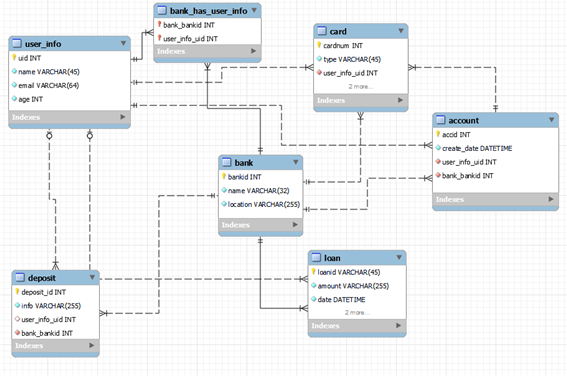 user_info
uid INT
name VARCHAR(45)
email VARCHAR(64)
age INT
Indexes
bank_has_user_info
bank_bankid INT
user_info_uid INT
Indexes
card
cardnum INT
type VARCHAR(45)
user_info_uid INT
2 more...
Indexes
account
accid INT
create_date DATETIME
user_info_uid INT
bank_bankid INT
Indexes
bank
bankid INT
name VARCHAR(32)
location VARCHAR(255)
Indexes
deposit
deposit_id INT
info VARCHAR(255)
user_info_uid INT
bank_bankid INT
Indexes
loan
loanid VARCHAR(45)
amount VARCHAR(255)
date DATETIME
2 more...
Indexes